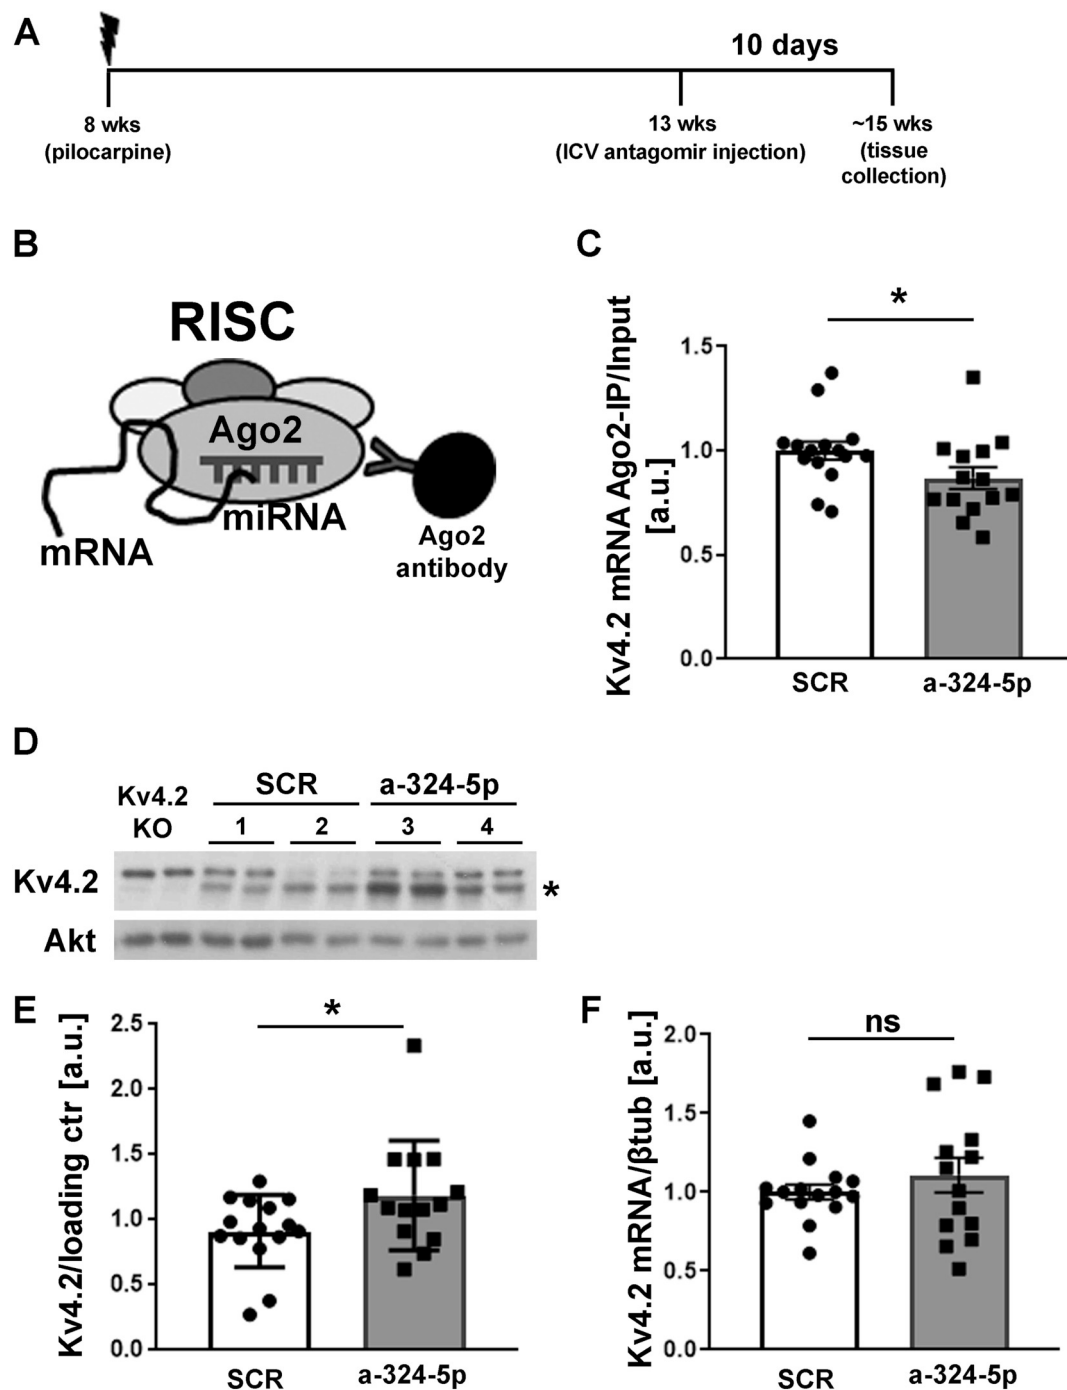 A
10 days
8 wks
(pilocarpine)
13 wks
(ICV antagomir injection)
~15 wks
(tissue
collection)
B
RISC
Ago2
miRNA
mRNA
Ago2
antibody
C
*
Kv4.2 mRNA Ago2-IP/Input
[a.u.]
1.5
1.0
0.5
0.0
SCR
a-324-5p
D
Kv4.2
KO
SCR
a-324-5p
1
2
3
4
Kv4.2
*
Akt
E
*
Kv4.2/loading ctr [a.u.]
2.5
2.0
1.5
1.0
0.5
0.0
SCR
a-324-5p
F
ns
Kv4.2 mRNA/βtub [a.u.]
2.0
1.5
1.0
0.5
0.0
SCR
a-324-5p